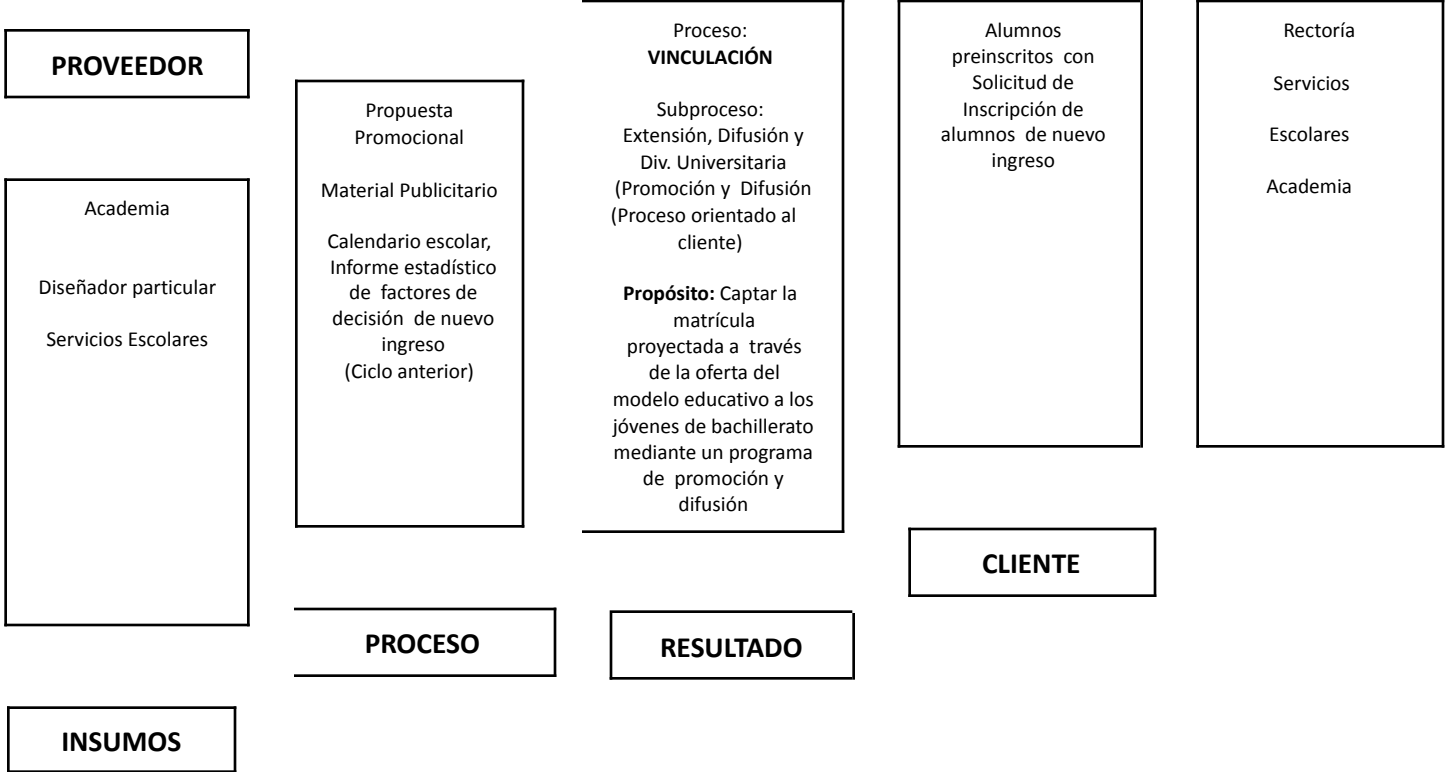 PROVEEDOR
Academia
Diseñador particular
Servicios Escolares
INSUMOS
Propuesta
Promocional
Material Publicitario
Calendario escolar,
Informe estadístico
de factores de
decisión de nuevo
ingreso
(Ciclo anterior)
PROCESO
Proceso:
VINCULACIÓN
Subproceso:
Extensión, Difusión y
Div. Universitaria
(Promoción y Difusión
(Proceso orientado al
cliente)
Propósito: Captar la
matrícula
proyectada a través
de la oferta del
modelo educativo a los
jóvenes de bachillerato
mediante un programa
de promoción y
difusión
RESULTADO
Alumnos
preinscritos con
Solicitud de
Inscripción de
alumnos de nuevo
ingreso
CLIENTE
Rectoría
Servicios
Escolares
Academia